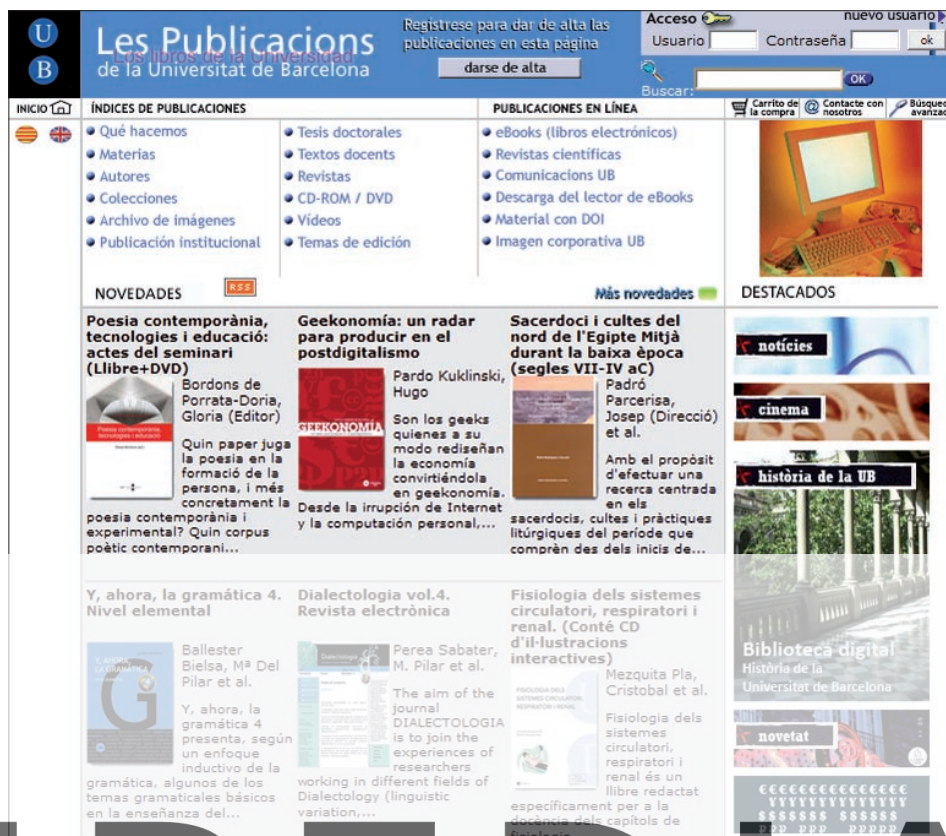 U
B
Les Publicacions
Los libros de la Universidad
de la Universitat de Barcelona
Regístrese para dar de alta las
publicaciones en esta página
darse de alta
Acceso
nuevo usuario
Usuario
Contraseña
ok
Buscar:
OK
INICIO
ÍNDICES DE PUBLICACIONES
PUBLICACIONES EN LÍNEA
Carrito de
la compra
Contacte con
nosotros
Búsqued
avanzad
Qué hacemos
Materias
Autores
Colecciones
Archivo de imágenes
Publicación institucional
Tesis doctorales
Textos docents
Revistas
CD-ROM / DVD
Vídeos
Temas de edición
eBooks (libros electrónicos)
Revistas científicas
Comunicacions UB
Descarga del lector de eBooks
Material con DOI
Imagen corporativa UB
NOVEDADES
RSS
Más novedades
DESTACADOS
Poesia contemporània,
tecnologies i educació:
actes del seminari
(Llibre+DVD)
Bordons de
Porrata-Doria,
Gloria (Editor)
Quin paper juga
la poesia en la
formació de la
persona, i més
concretament la
poesia contemporània i
experimental? Quin corpus
poètic contemporani...
Geekonomía: un radar
para producir en el
postdigitalismo
GEEKONOMÍA
Pardo Kuklinski,
Hugo
Son los geeks
quienes a su
modo rediseñan
la economía
convirtiéndola
en geekonomía.
Desde la irrupción de Internet
y la computación personal,...
Sacerdoci i cultes del
nord de l'Egipte Mitjà
durant la baixa època
(segles VII-IV aC)
Padró
Parcerisa,
Josep (Direcció)
et al.
Amb el propòsit
d'efectuar una
recerca centrada
en els
sacerdocis, cultes i pràctiques
litúrgiques del període que
comprèn des dels inicis de...
notícies
cinema
història de la UB
Biblioteca digital
Història de la
Universitat de Barcelona
novetat
Y, ahora, la gramática 4.
Nivel elemental
Y, AHORA,
LA GRAMÁTICA
G
Ballester
Bielsa, Mª Del
Pilar et al.
Y, ahora, la
gramática 4
presenta, según
un enfoque
inductivo de la
gramática, algunos de los
temas gramaticales básicos
en la enseñanza del...
Dialectologia vol.4.
Revista electrònica
Dialectologia
Perea Sabater,
M. Pilar et al.
The aim of the
journal
DIALECTOLOGIA
is to join the
experiences of
researchers
working in different fields of
Dialectology (linguistic
variation,...
Fisiologia dels sistemes
circulatori, respiratori i
renal. (Conté CD
d'il·lustracions
interactives)
FISIOLOGIA DELS
SISTEMES CIRCULATORI,
RESPIRATORI I RENAL
Mezquita Pla,
Cristobal et al.
Fisiologia dels
sistemes
circulatori,
respiratori i
renal és un
llibre redactat
específicament per a la
docència dels capítols de